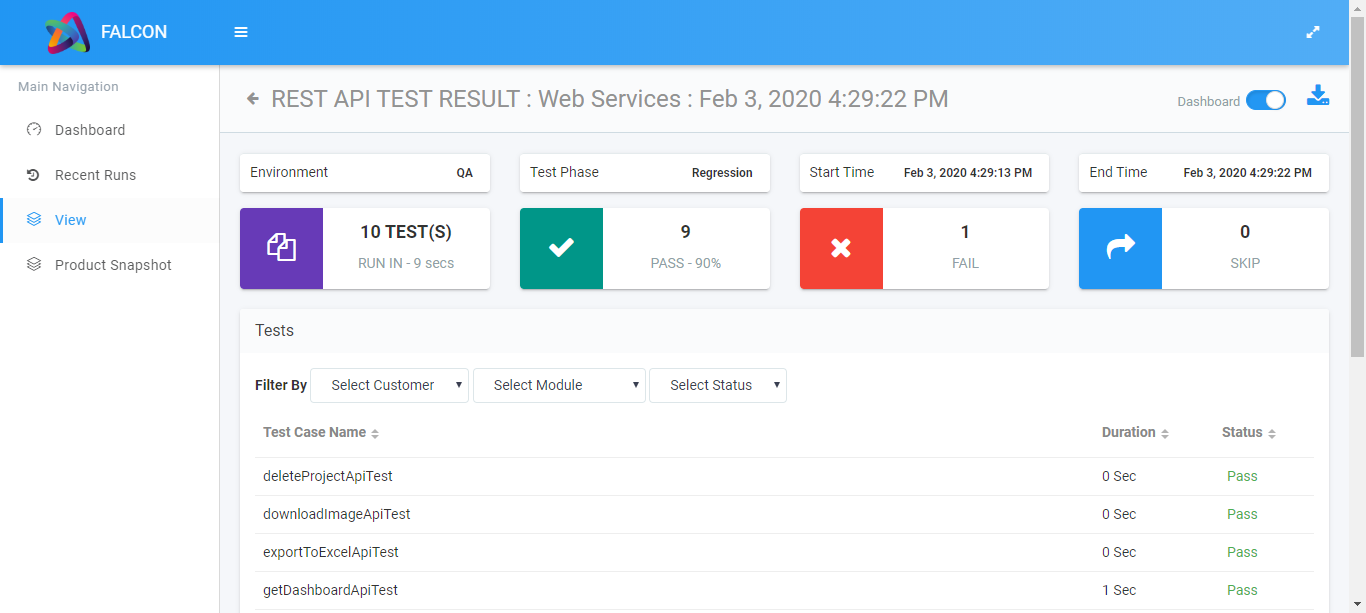 FALCON
Main Navigation
Dashboard
Recent Runs
View
Product Snapshot
REST API TEST RESULT : Web Services : Feb 3, 2020 4:29:22 PM
Dashboard
Environment QA
Test Phase Regression
Start Time Feb 3, 2020 4:29:13 PM
End Time Feb 3, 2020 4:29:22 PM
10 TEST(S)
RUN IN - 9 secs
9
PASS - 90%
1
FAIL
0
SKIP
Tests
Filter By Select Customer Select Module Select Status
Test Case Name Duration Status
deleteProjectApiTest 0 Sec Pass
downloadImageApiTest 0 Sec Pass
exportToExcelApiTest 0 Sec Pass
getDashboardApiTest 1 Sec Pass